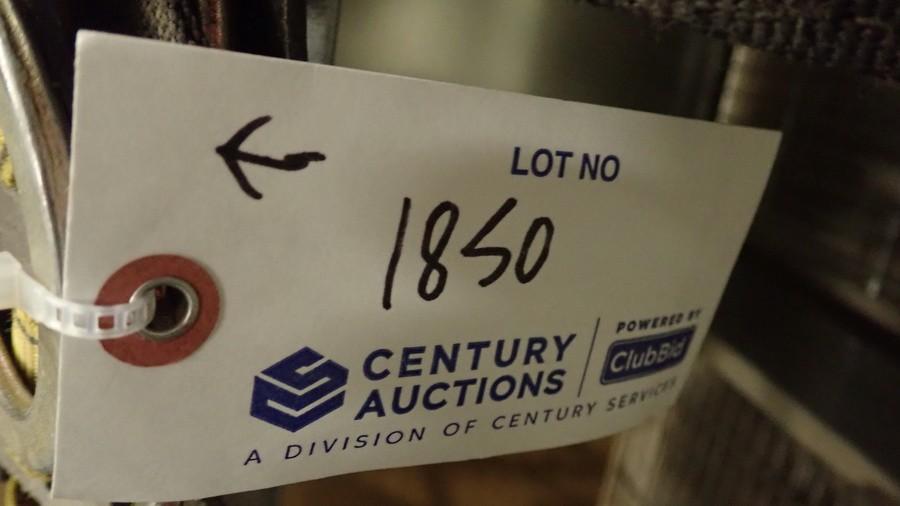 LOT NO
1850
CENTURY AUCTIONS
POWERED BY
ClubBid
A DIVISION OF CENTURY SERVICES